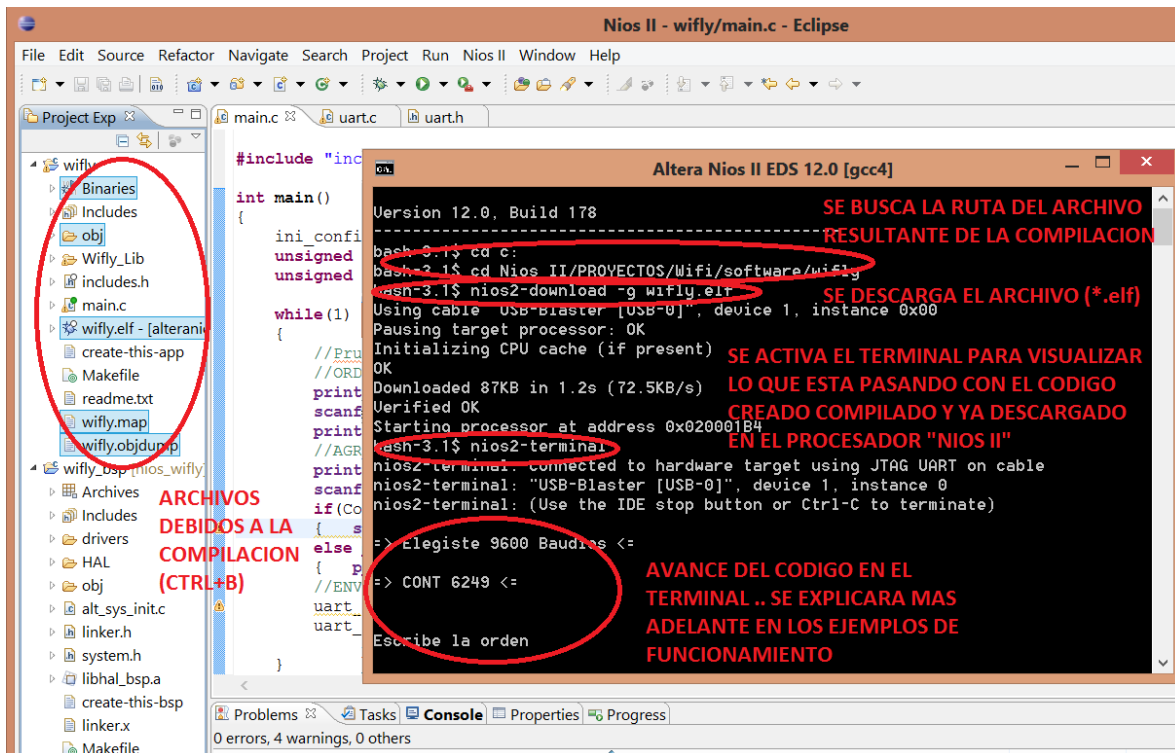 Nios II - wifly/main.c - Eclipse
File Edit Source Refactor Navigate Search Project Run Nios II Window Help
Project Exp
main.c
uart.c
uart.h
wifly
Binaries
Includes
obj
Wifly_Lib
includes.h
main.c
wifly.elf - [alterani
create-this-app
Makefile
readme.txt
wifly.map
wifly.objdump
wifly_bsp [nios_wifly]
Archives
Includes
drivers
HAL
obj
alt_sys_init.c
linker.h
system.h
libhal_bsp.a
create-this-bsp
linker.x
Makefile
ARCHIVOS
DEBIDOS A LA
COMPILACION
(CTRL+B)
#include "inc
int main()
{
ini_confi
unsigned
unsigned
while(1)
{
//Pru
//ORD
print
scanf
print
//AGR
print
scanf
if(Co
{ s
else
{ p
//ENV
uart_
uart_
}
Altera Nios II EDS 12.0 [gcc4]
Version 12.0, Build 178
-------------------------------------------
bash-3.1$ cd c:
bash-3.1$ cd Nios II/PROYECTOS/Wifi/software/wifly
bash-3.1$ nios2-download -g wifly.elf
Using cable "USB-Blaster [USB-0]", device 1, instance 0x00
Pausing target processor: OK
Initializing CPU cache (if present)
OK
Downloaded 87KB in 1.2s (72.5KB/s)
Verified OK
Starting processor at address 0x020001B4
bash-3.1$ nios2-terminal
nios2-terminal: connected to hardware target using JTAG UART on cable
nios2-terminal: "USB-Blaster [USB-0]", device 1, instance 0
nios2-terminal: (Use the IDE stop button or Ctrl-C to terminate)
=> Elegiste 9600 Baudios <=
=> CONT 6249 <=
Escribe la orden
SE BUSCA LA RUTA DEL ARCHIVO
RESULTANTE DE LA COMPILACION
SE DESCARGA EL ARCHIVO (*.elf)
SE ACTIVA EL TERMINAL PARA VISUALIZAR
LO QUE ESTA PASANDO CON EL CODIGO
CREADO COMPILADO Y YA DESCARGADO
EN EL PROCESADOR "NIOS II"
AVANCE DEL CODIGO EN EL
TERMINAL .. SE EXPLICARA MAS
ADELANTE EN LOS EJEMPLOS DE
FUNCIONAMIENTO
Problems Tasks Console Properties Progress
0 errors, 4 warnings, 0 others